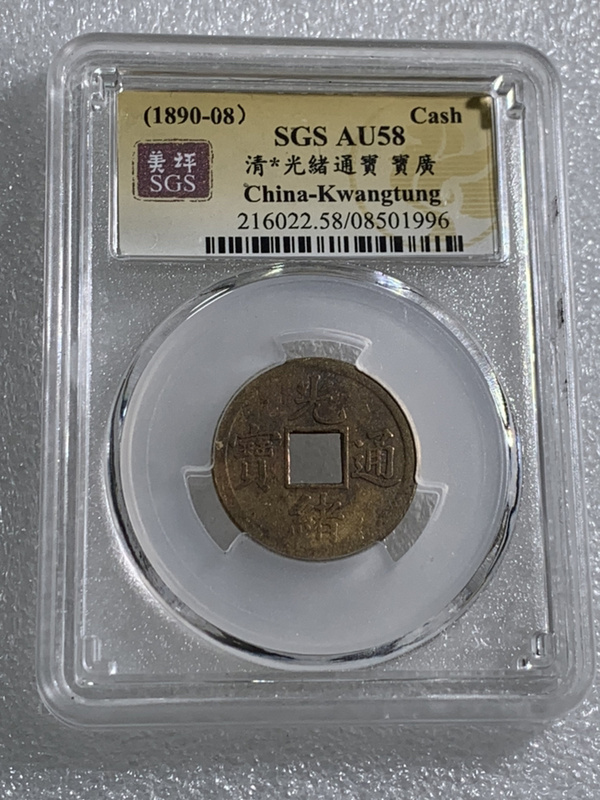 (1890-08) Cash
SGS AU58
美评
SGS
清*光緒通寶 寶廣
China-Kwangtung
216022.58/08501996
光
寶 通
緒